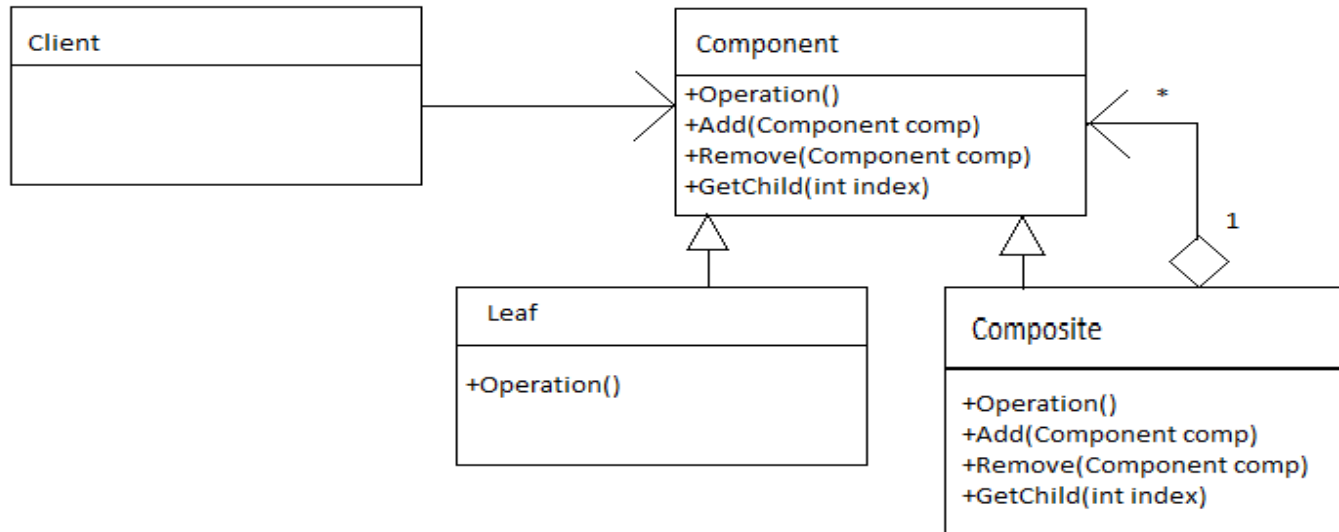 Client
Component
+Operation()
+Add(Component comp)
+Remove(Component comp)
+GetChild(int index)
*
1
Leaf
+Operation()
Composite
+Operation()
+Add(Component comp)
+Remove(Component comp)
+GetChild(int index)